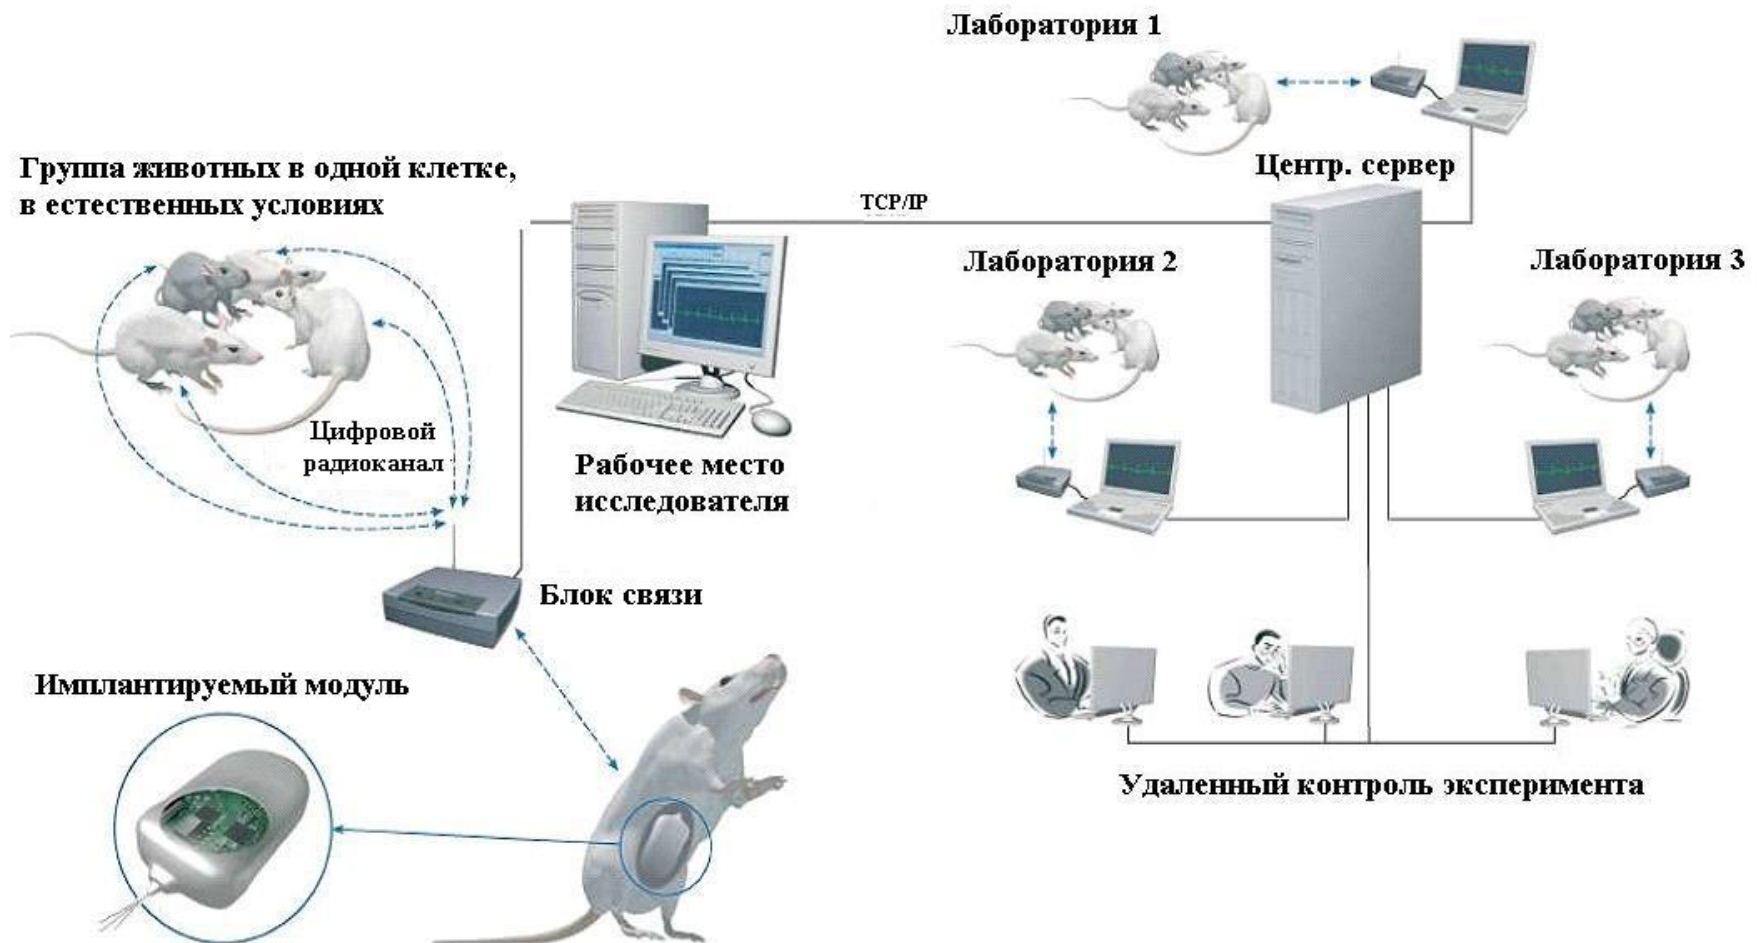 Лаборатория 1
Центр. сервер
Группа животных в одной клетке,
в естественных условиях
TCP/IP
Лаборатория 2
Лаборатория 3
Цифровой
радиоканал
Рабочее место
исследователя
Блок связи
Имплантируемый модуль
Удаленный контроль эксперимента